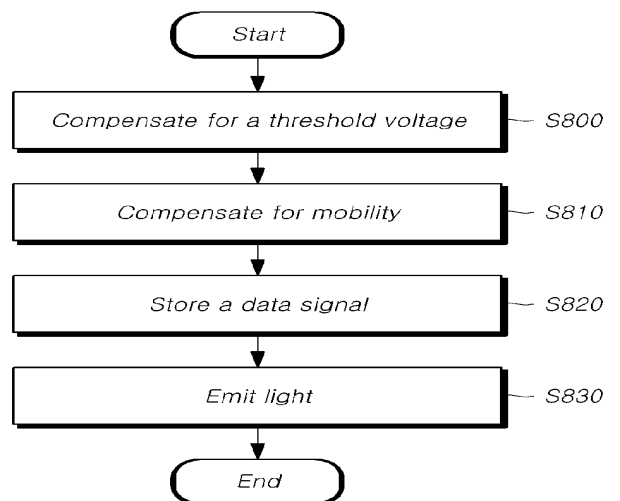 Start
Compensate for a threshold voltage
S800
Compensate for mobility
S810
Store a data signal
S820
Emit light
S830
End